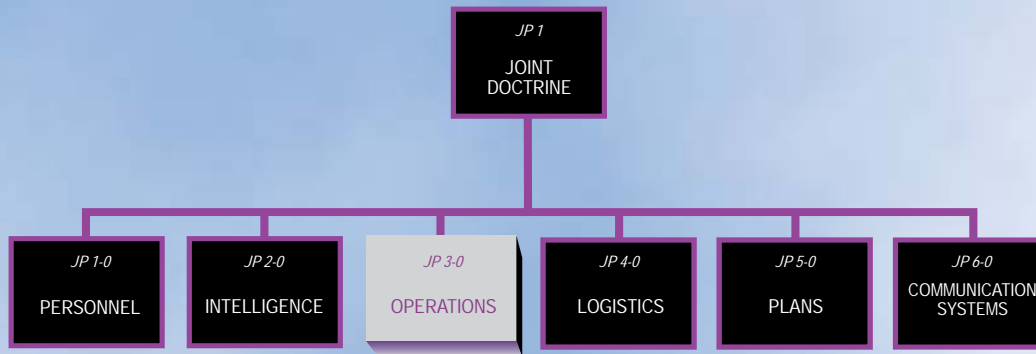 JP 1
JOINT
DOCTRINE
JP 1-0
PERSONNEL
JP 2-0
INTELLIGENCE
JP 3-0
OPERATIONS
JP 4-0
LOGISTICS
JP 5-0
PLANS
JP 6-0
COMMUNICATION
SYSTEMS